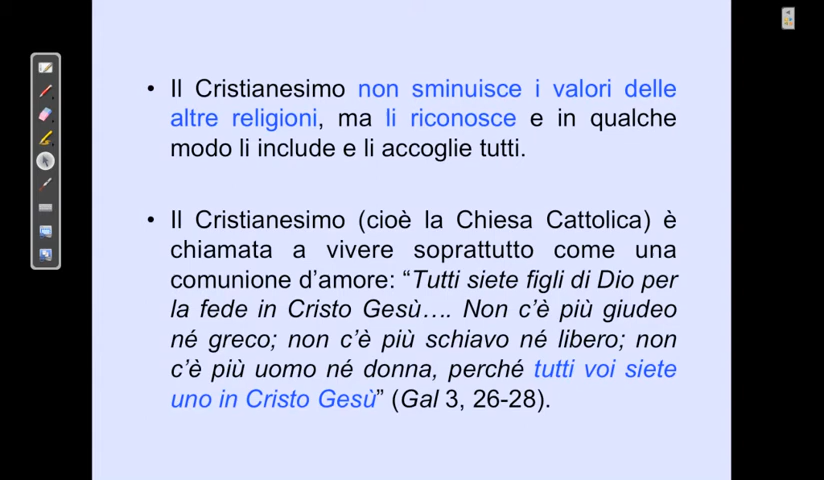 • Il Cristianesimo non sminuisce i valori delle
altre religioni, ma li riconosce e in qualche
modo li include e li accoglie tutti.
• Il Cristianesimo (cioè la Chiesa Cattolica) è
chiamata a vivere soprattutto come una
comunione d’amore: “Tutti siete figli di Dio per
la fede in Cristo Gesù…. Non c’è più giudeo
né greco; non c’è più schiavo né libero; non
c’è più uomo né donna, perché tutti voi siete
uno in Cristo Gesù” (Gal 3, 26-28).